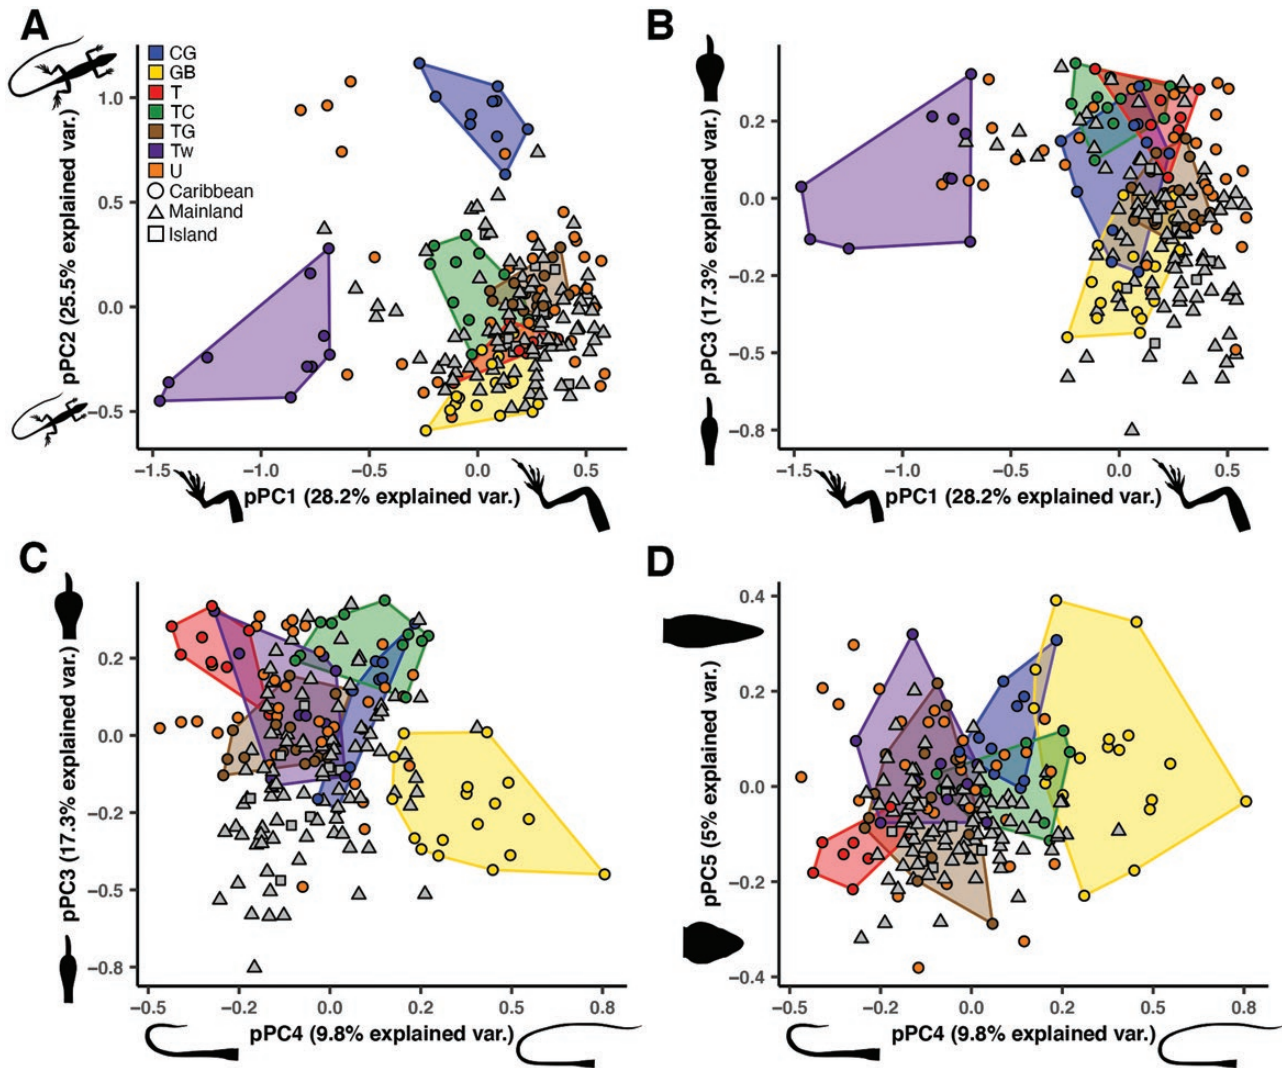 A
CG
GB
T
TC
TG
Tw
U
Caribbean
Mainland
Island
1.0
0.5
0.0
−0.5
pPC2 (25.5% explained var.)
−1.5 −1.0 −0.5 0.0 0.5
pPC1 (28.2% explained var.)
B
0.2
0.0
−0.2
−0.5
−0.8
pPC3 (17.3% explained var.)
−1.5 −1.0 −0.5 0.0 0.5
pPC1 (28.2% explained var.)
C
0.2
0.0
−0.2
−0.5
−0.8
pPC3 (17.3% explained var.)
−0.5 −0.2 0.0 0.2 0.5 0.8
pPC4 (9.8% explained var.)
D
0.4
0.2
0.0
−0.2
−0.4
pPC5 (5% explained var.)
−0.5 −0.2 0.0 0.2 0.5 0.8
pPC4 (9.8% explained var.)